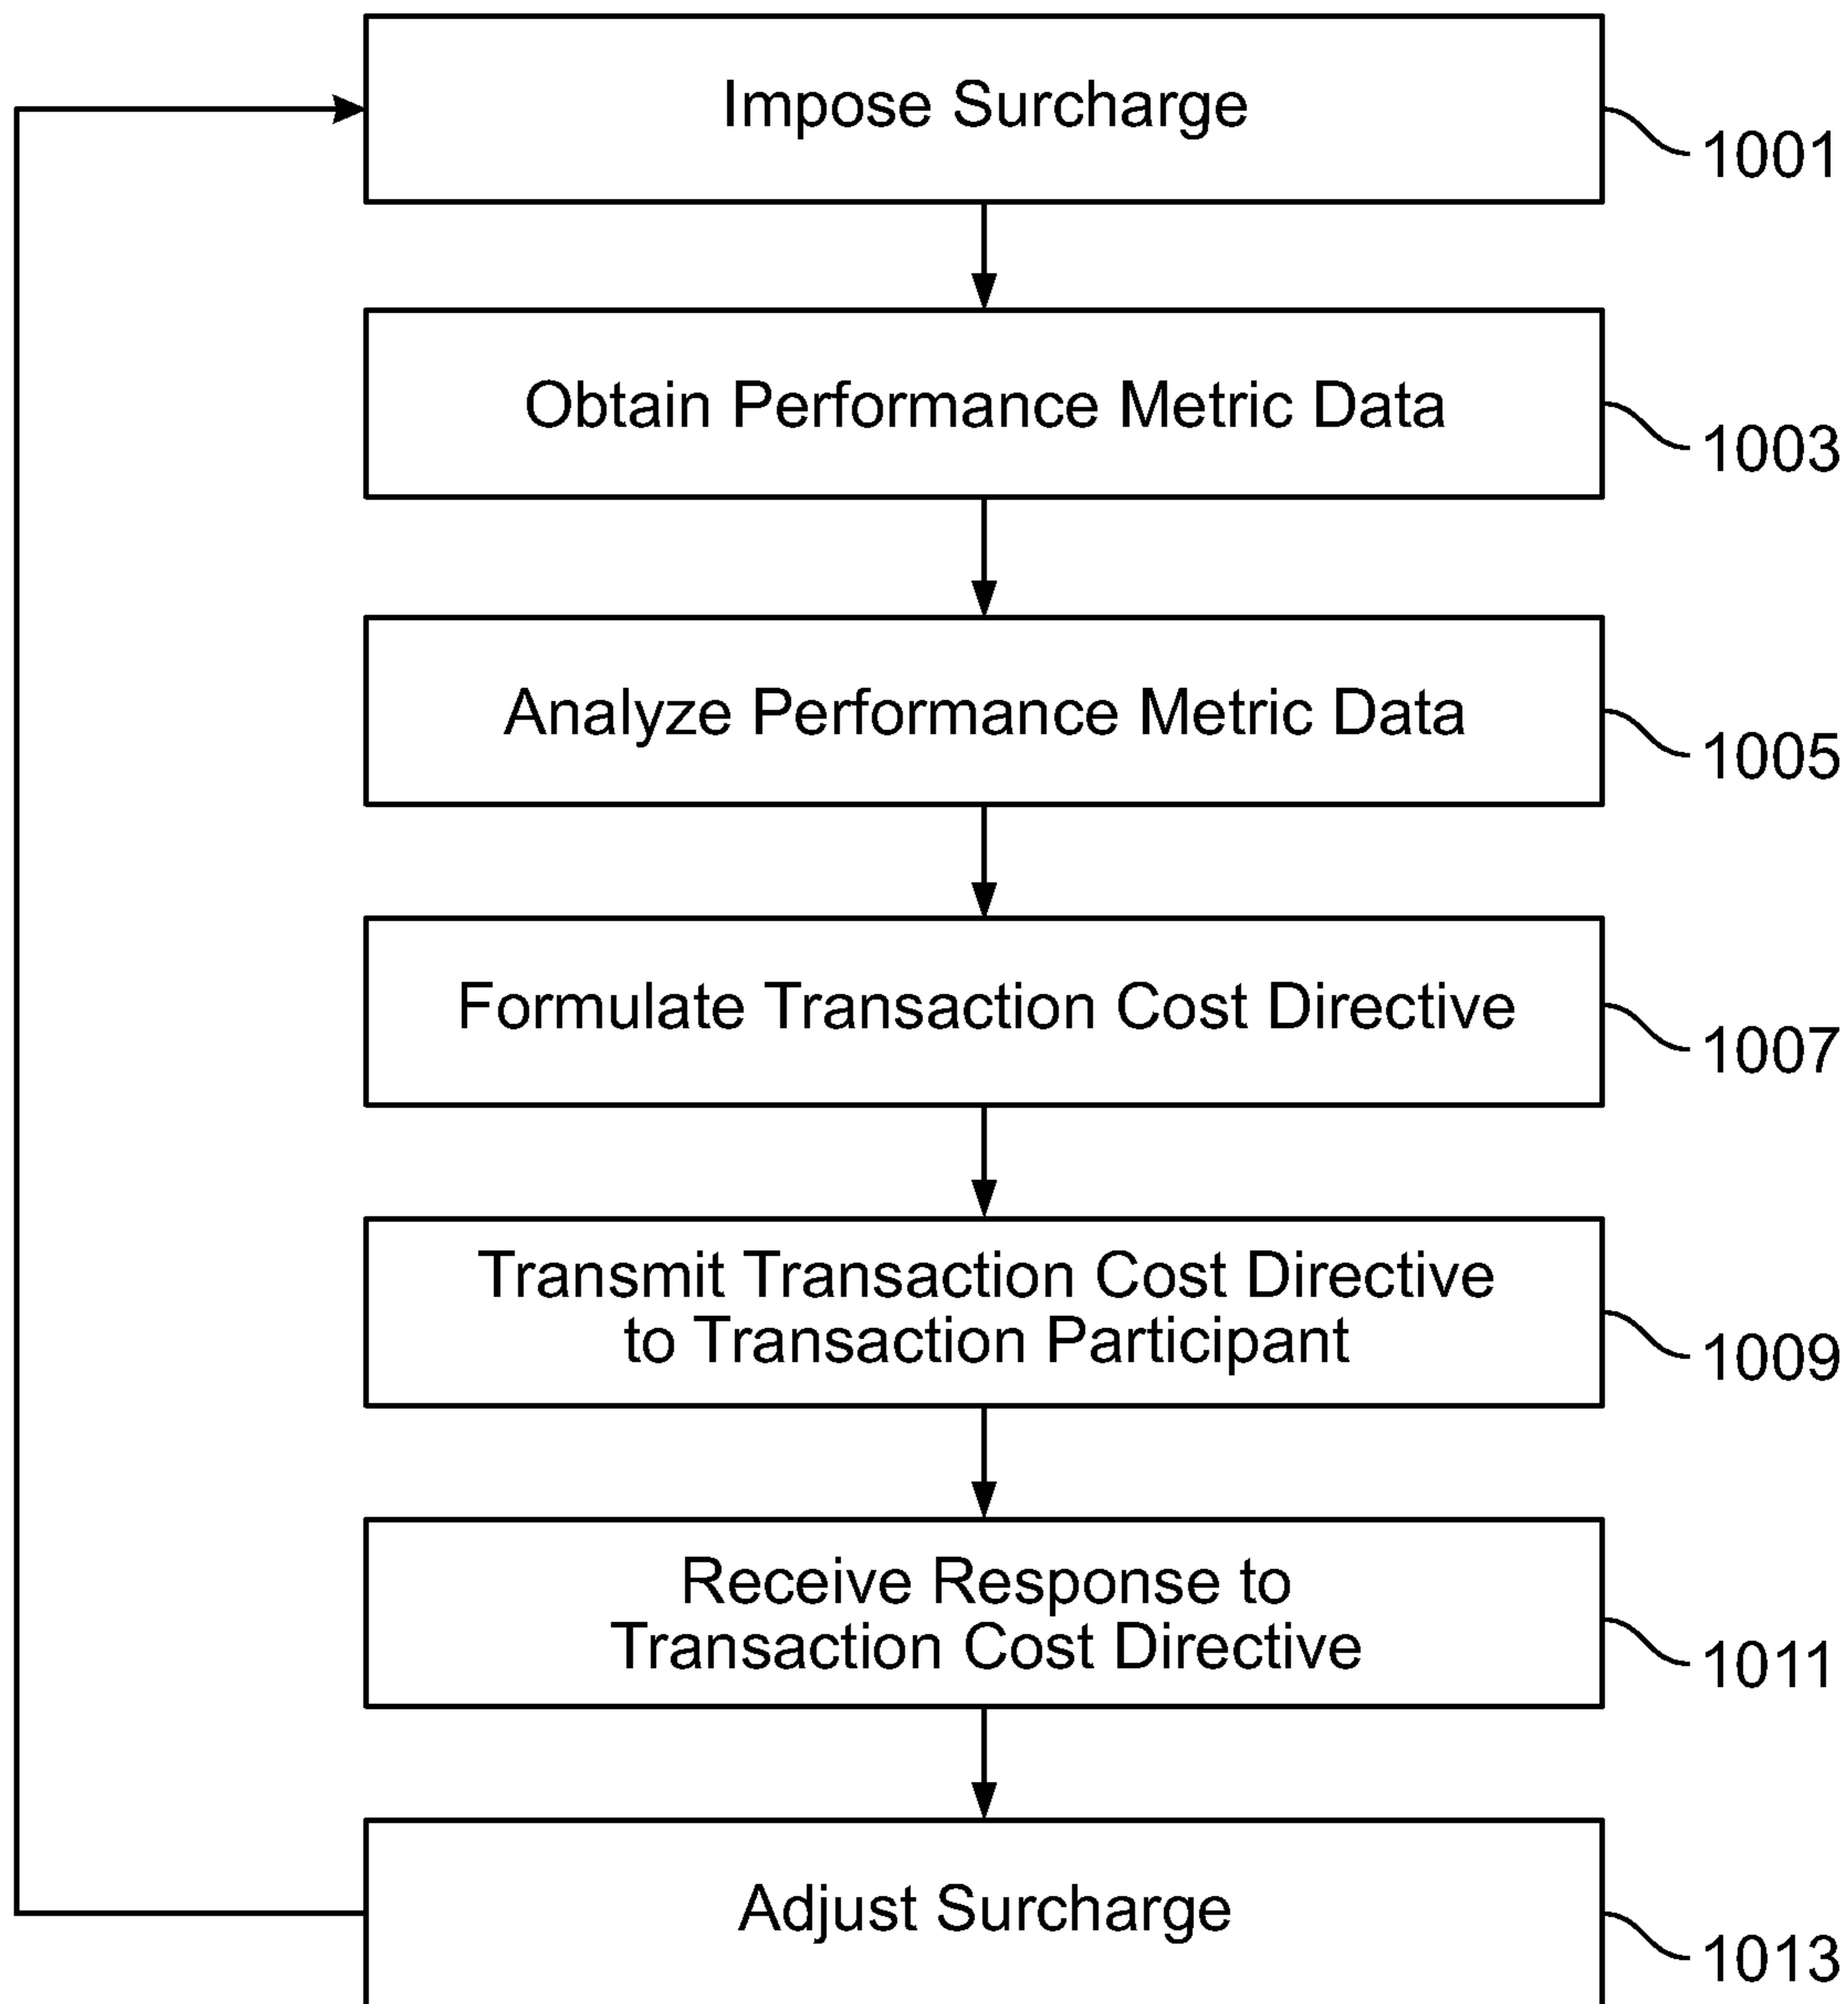 Impose Surcharge
1001
Obtain Performance Metric Data
1003
Analyze Performance Metric Data
1005
Formulate Transaction Cost Directive
1007
Transmit Transaction Cost Directive
to Transaction Participant
1009
Receive Response to
Transaction Cost Directive
1011
Adjust Surcharge
1013